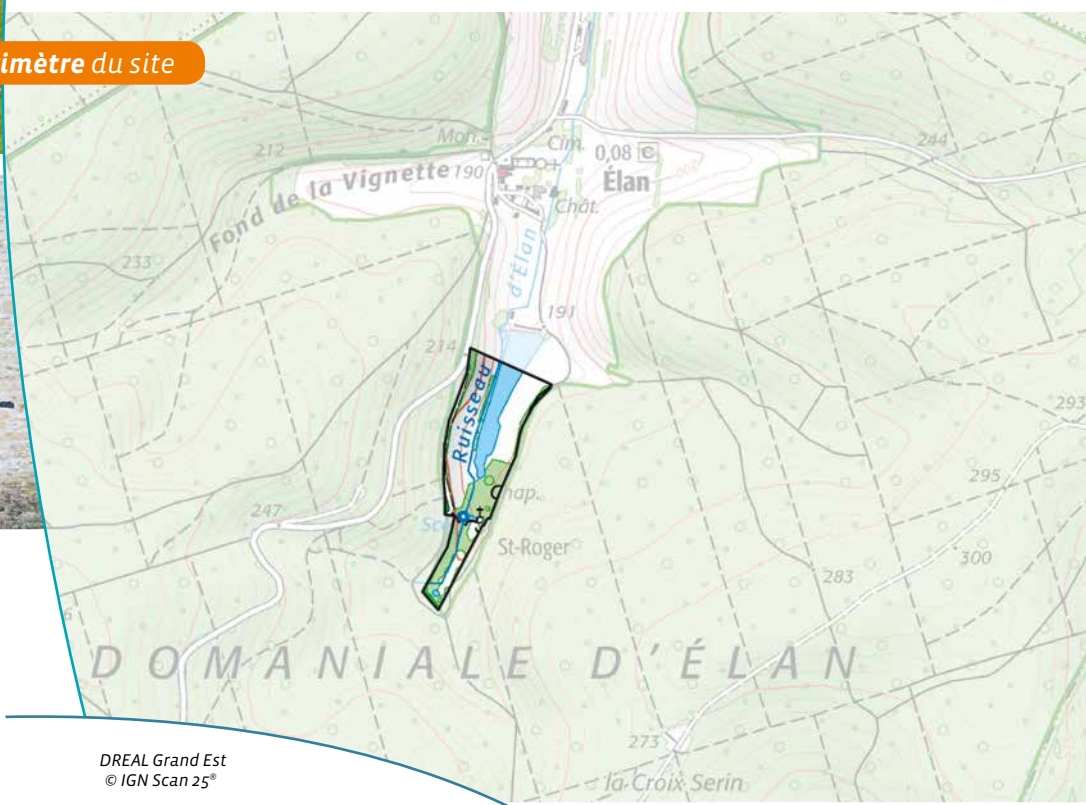 imètre du site
Mon.
Cim.
0,08 C
244
212
Fond de la Vignette
190
Élan
Chât.
233
d'Élan
191
214
Ruisseau
293
295
247
Chap.
St-Roger
300
283
DOMANIALE D'ÉLAN
273
la Croix Serin
DREAL Grand Est
© IGN Scan 25®